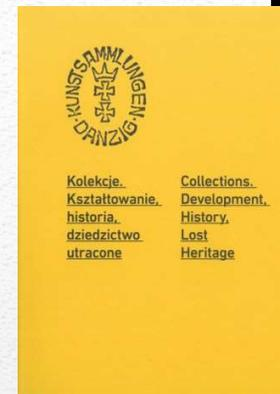 KUNSTSAMMLUNGEN
DANZIG
Kolekcje.
Kształtowanie,
historia,
dziedzictwo
utracone
Collections.
Development,
History,
Lost
Heritage